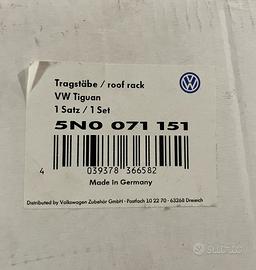 Tragstäbe / roof rack
VW Tiguan
1 Satz / 1 Set
5N0 071 151
4 039378 366582
Made in Germany
Distributed by Volkswagen Zubehör GmbH - Postfach 10 22 70 - 63268 Dreieich
subito